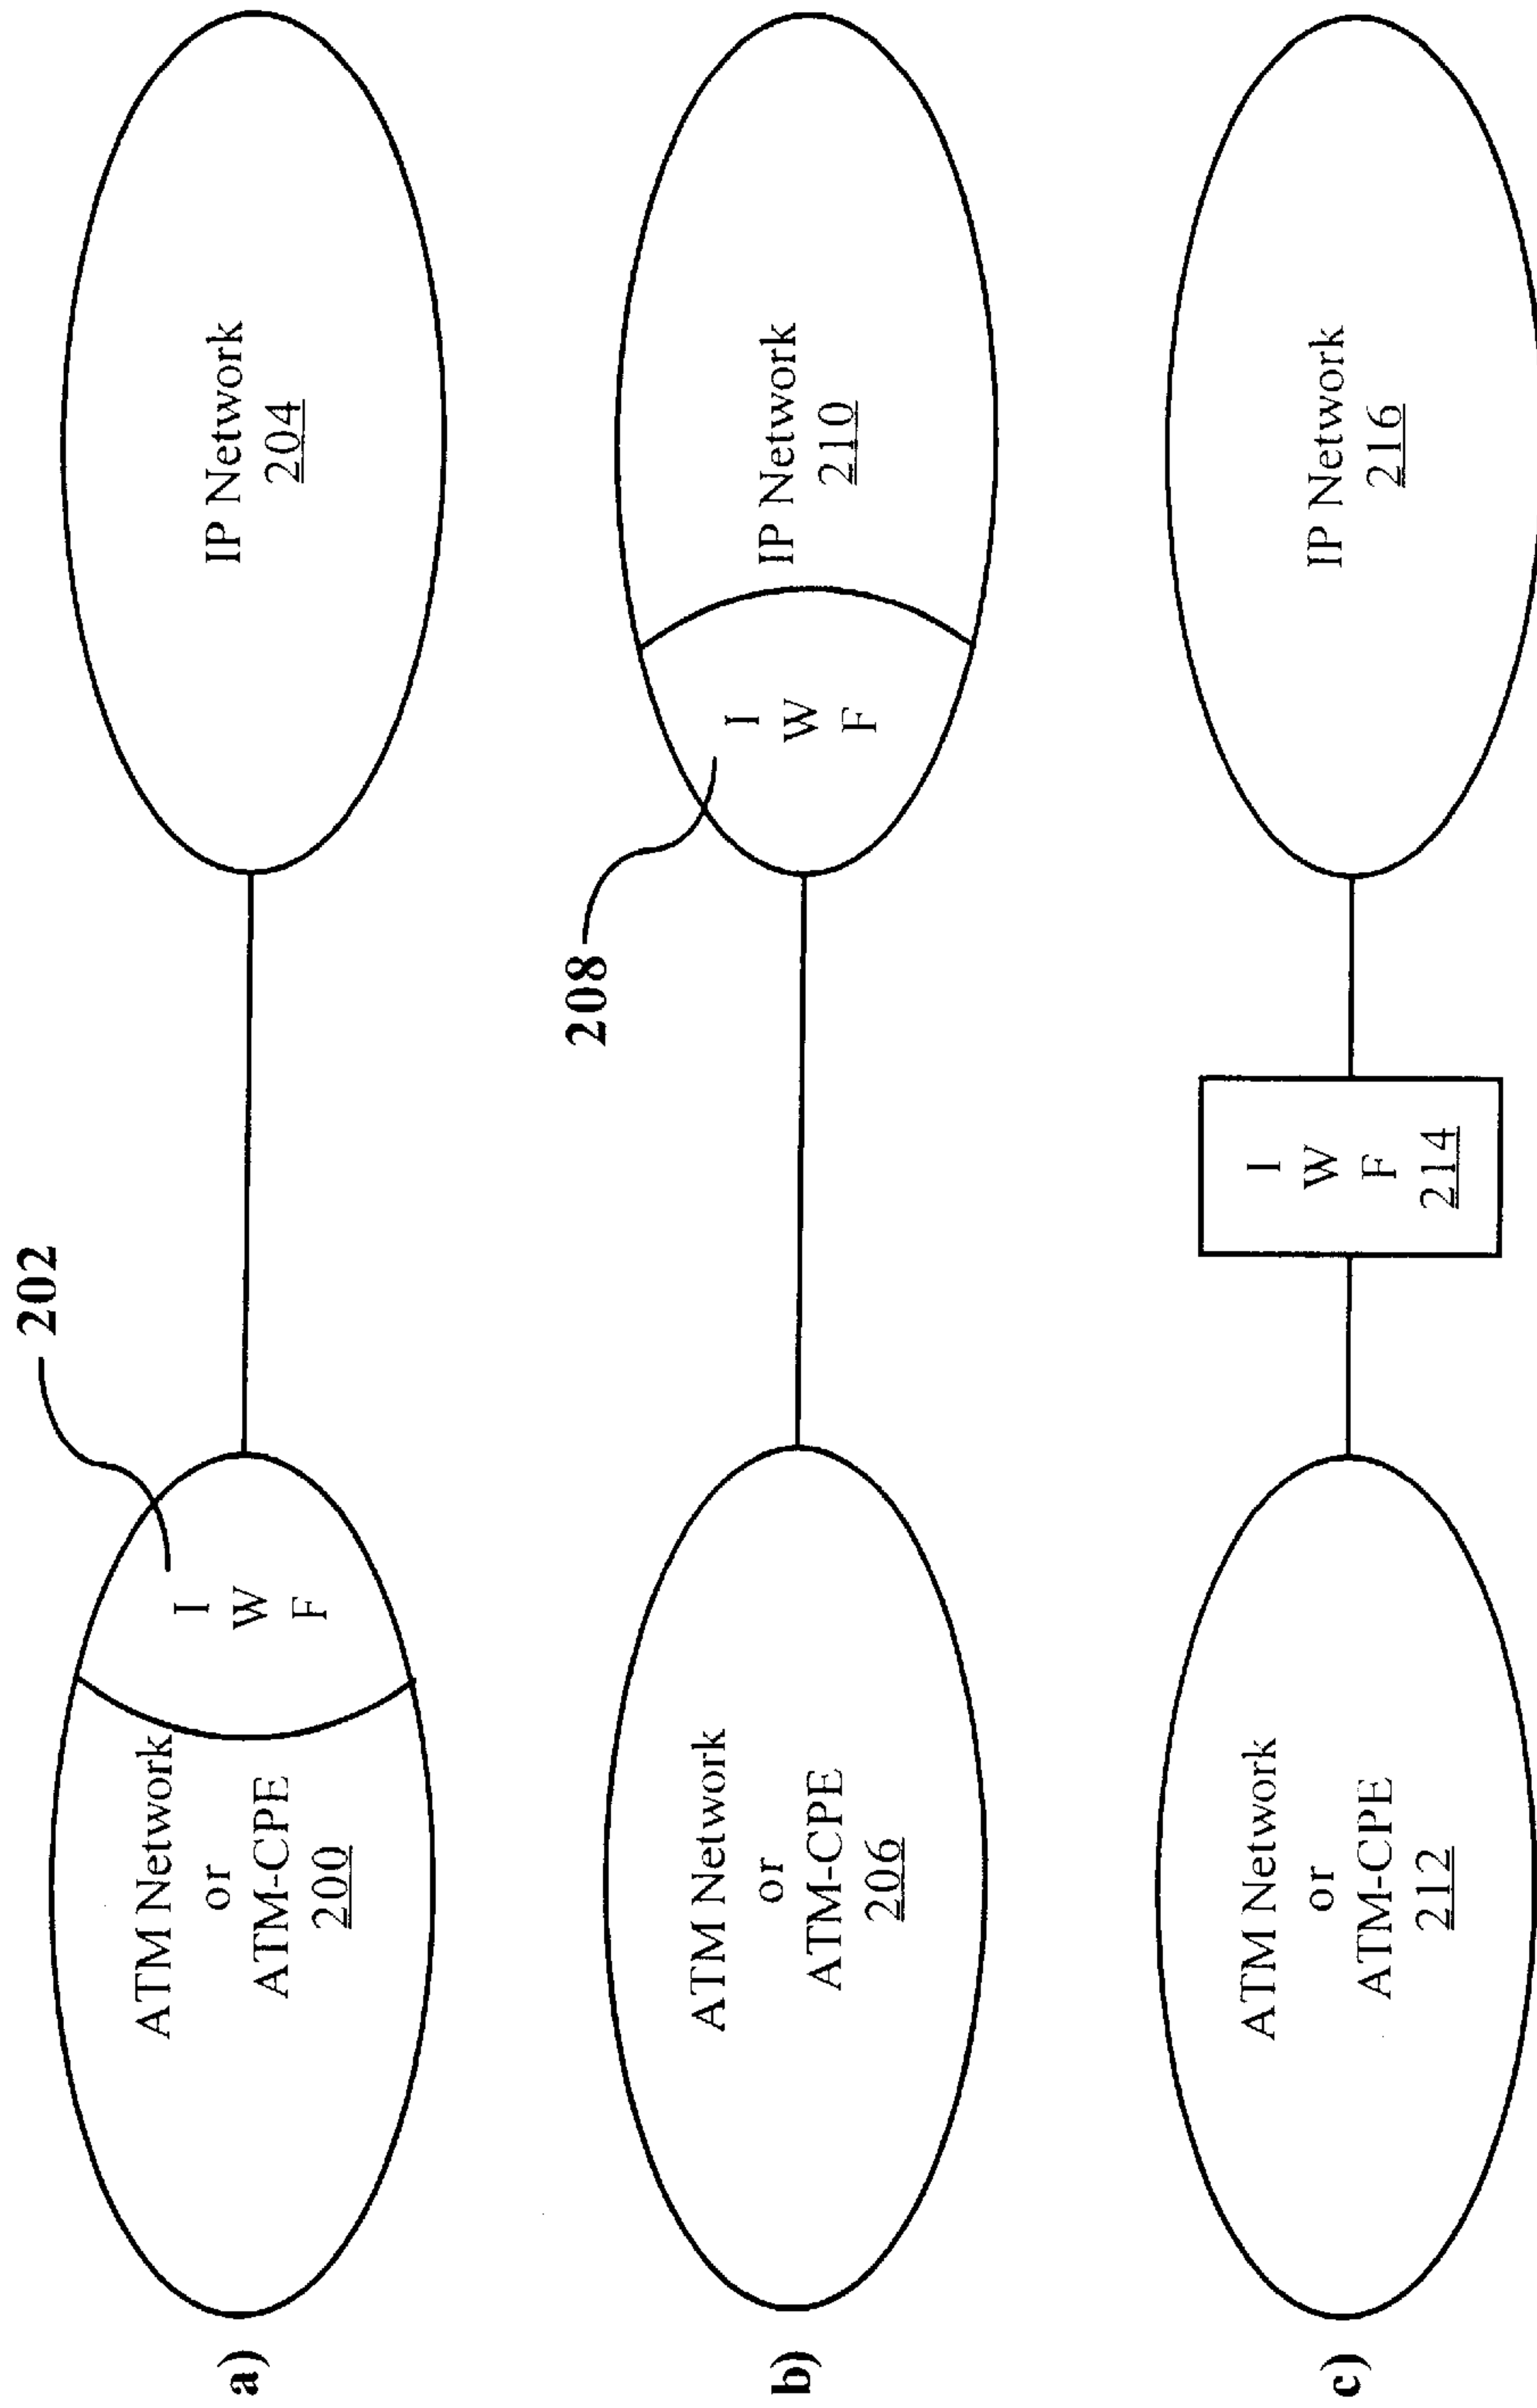 a)
ATM Network
or
ATM-CPE
200
I
W
F
202
IP Network
204
b)
ATM Network
or
ATM-CPE
206
208
I
W
F
IP Network
210
c)
ATM Network
or
ATM-CPE
212
I
W
F
214
IP Network
216